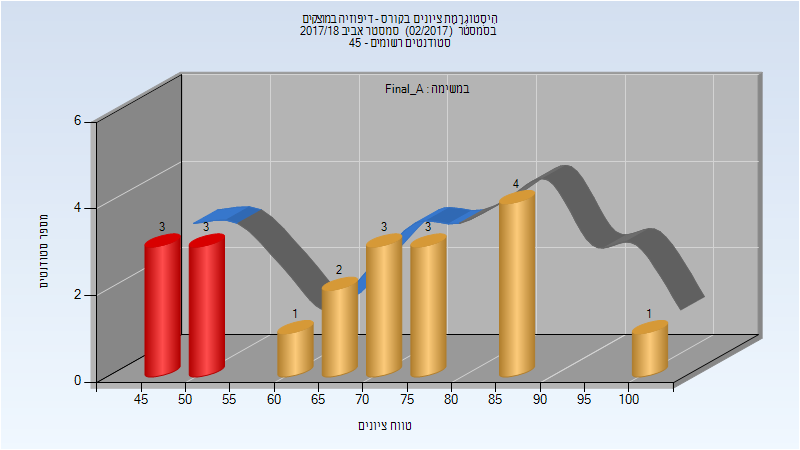 היסטוגרמת ציונים בקורס - דיפוזיה במוצקים
בסמסטר (02/2017) סמסטר אביב 2017/18
סטודנטים רשומים - 45
במשימה : Final_A
מספר סטודנטים
6
4
2
0
3
3
1
2
3
3
4
1
45 50 55 60 65 70 75 80 85 90 95 100
טווח ציונים